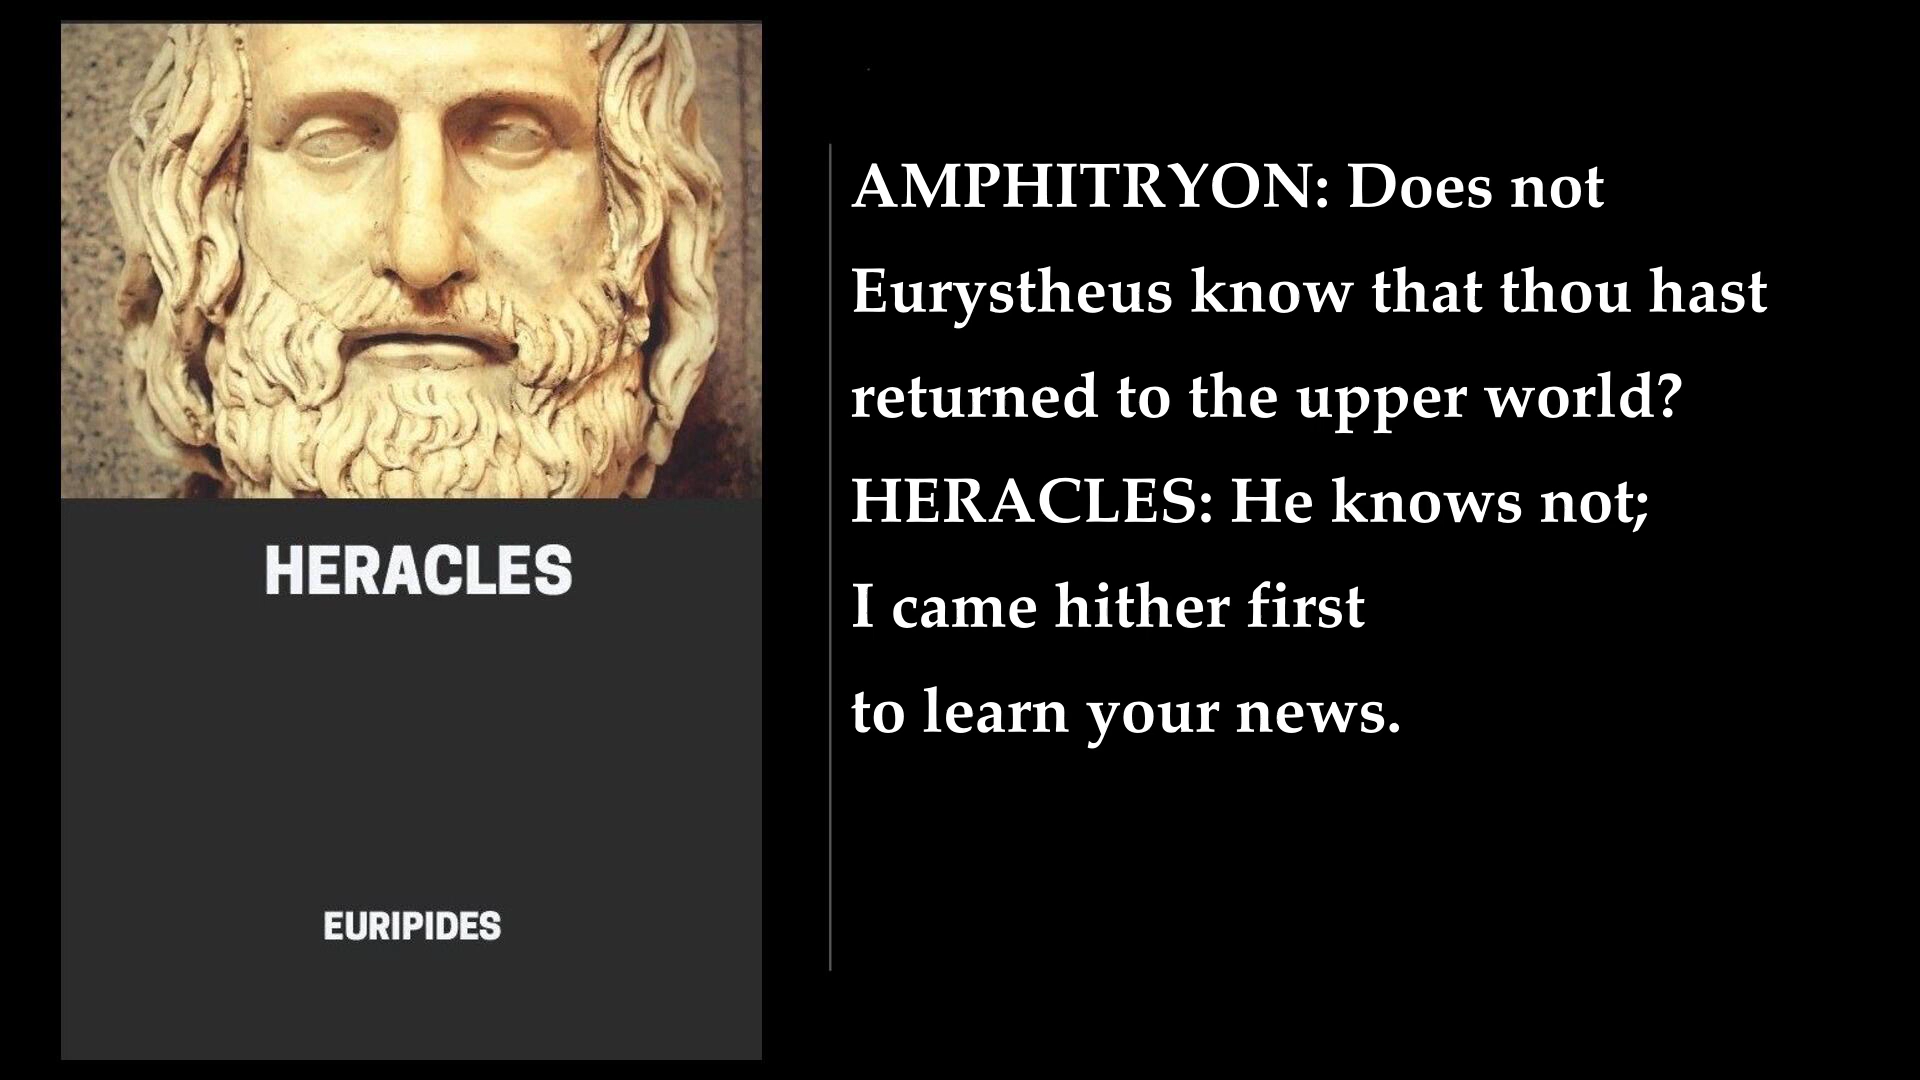 HERACLES
EURIPIDES
AMPHITRYON: Does not
Eurystheus know that thou hast
returned to the upper world?
HERACLES: He knows not;
I came hither first
to learn your news.